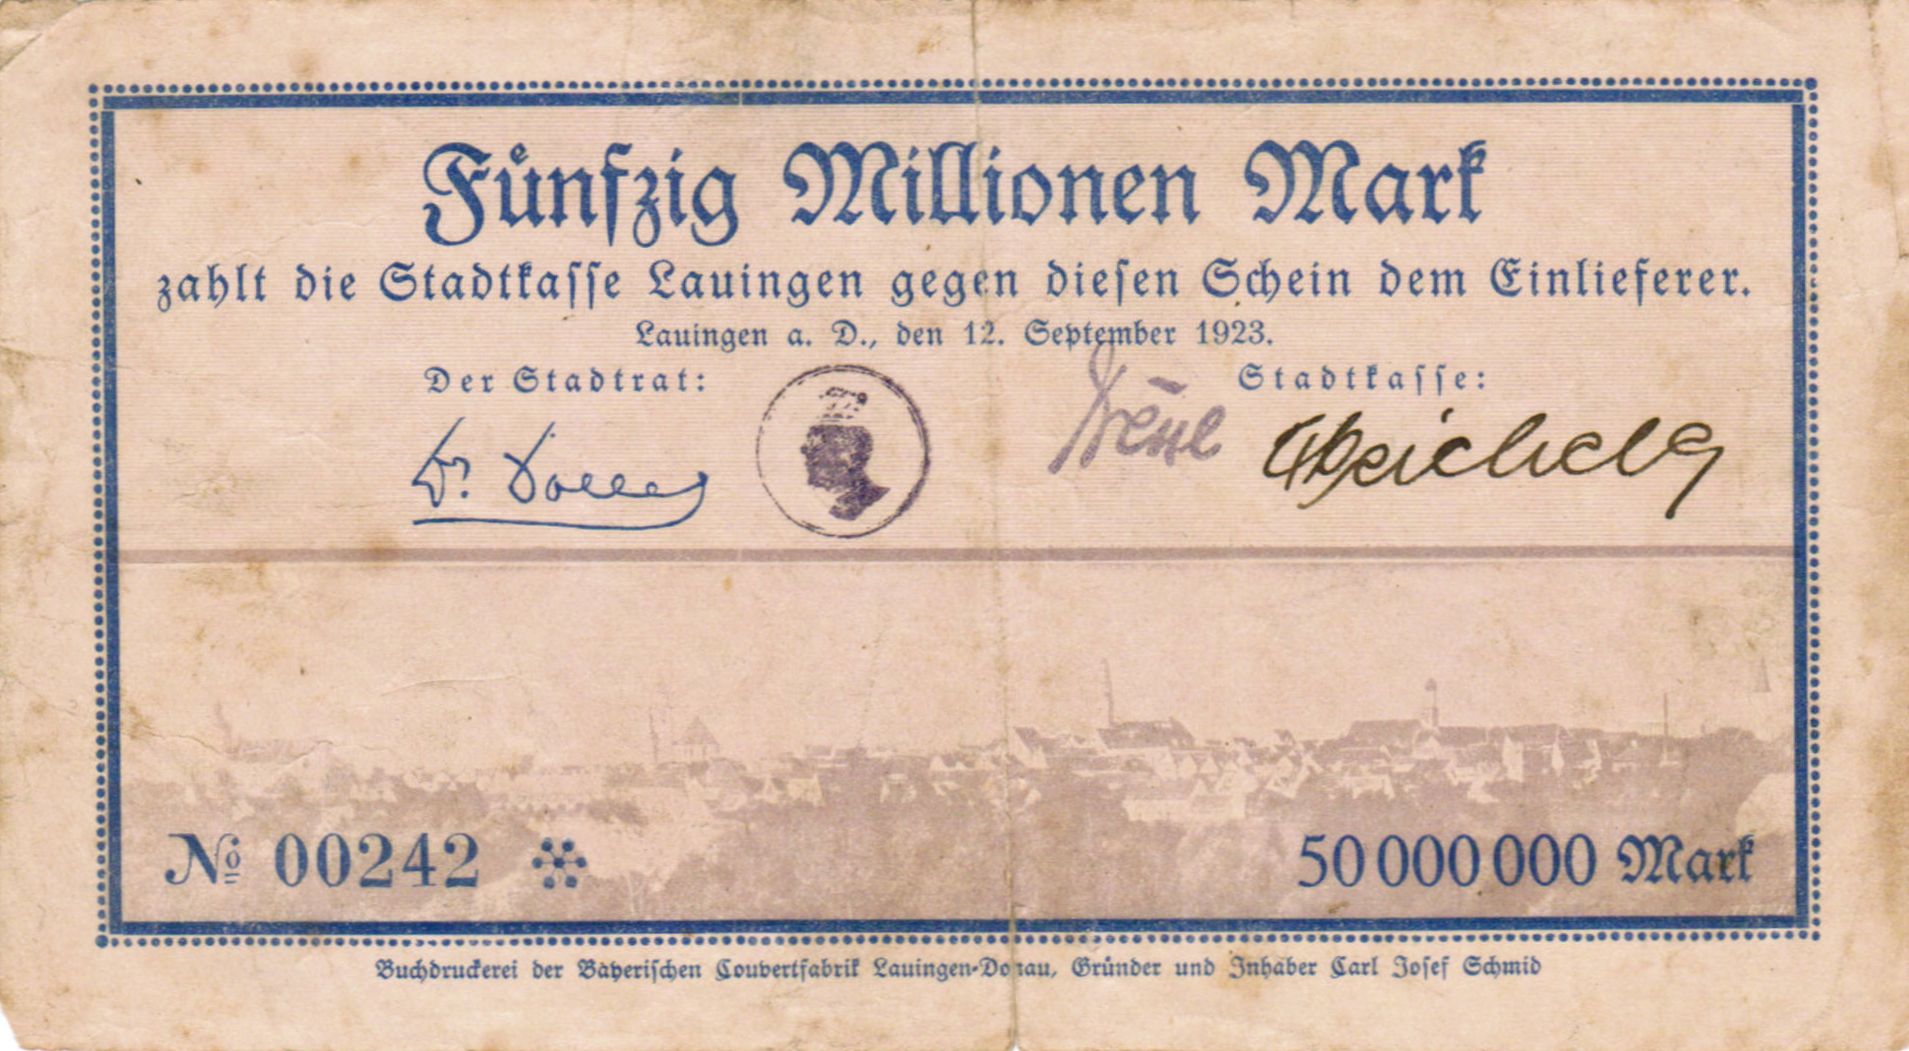 Fünfzig Millionen Mark
zahlt die Stadtkasse Lauingen gegen diesen Schein dem Einlieferer.
Lauingen a. D., den 12. September 1923.
Der Stadtrat:
Stadtkasse:
Dr.
№ 00242
50 000 000 Mark
Buchdruckerei der Bayerischen Couvertfabrik Lauingen-Donau, Gründer und Inhaber Carl Josef Schmid